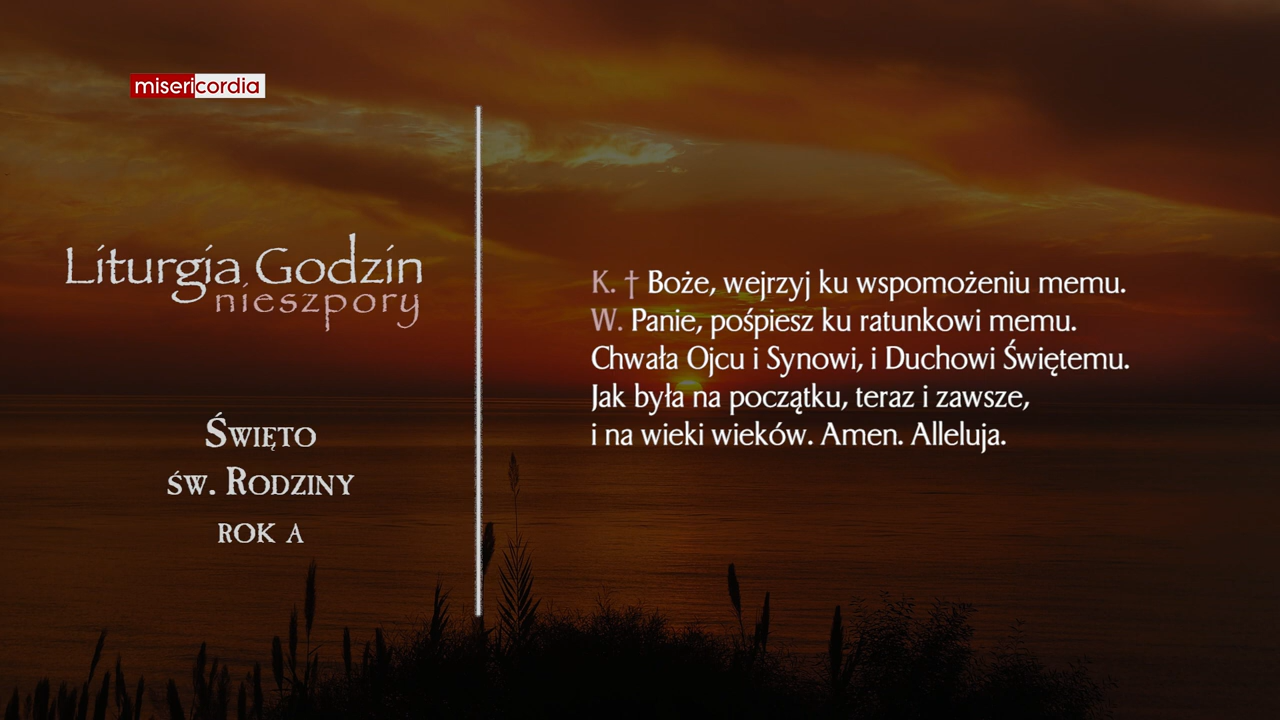 misericordia
Liturgia Godzin
nieszpory
Święto
św. Rodziny
rok A
K. † Boże, wejrzyj ku wspomożeniu memu.
W. Panie, pośpiesz ku ratunkowi memu.
Chwała Ojcu i Synowi, i Duchowi Świętemu.
Jak była na początku, teraz i zawsze,
i na wieki wieków. Amen. Alleluja.